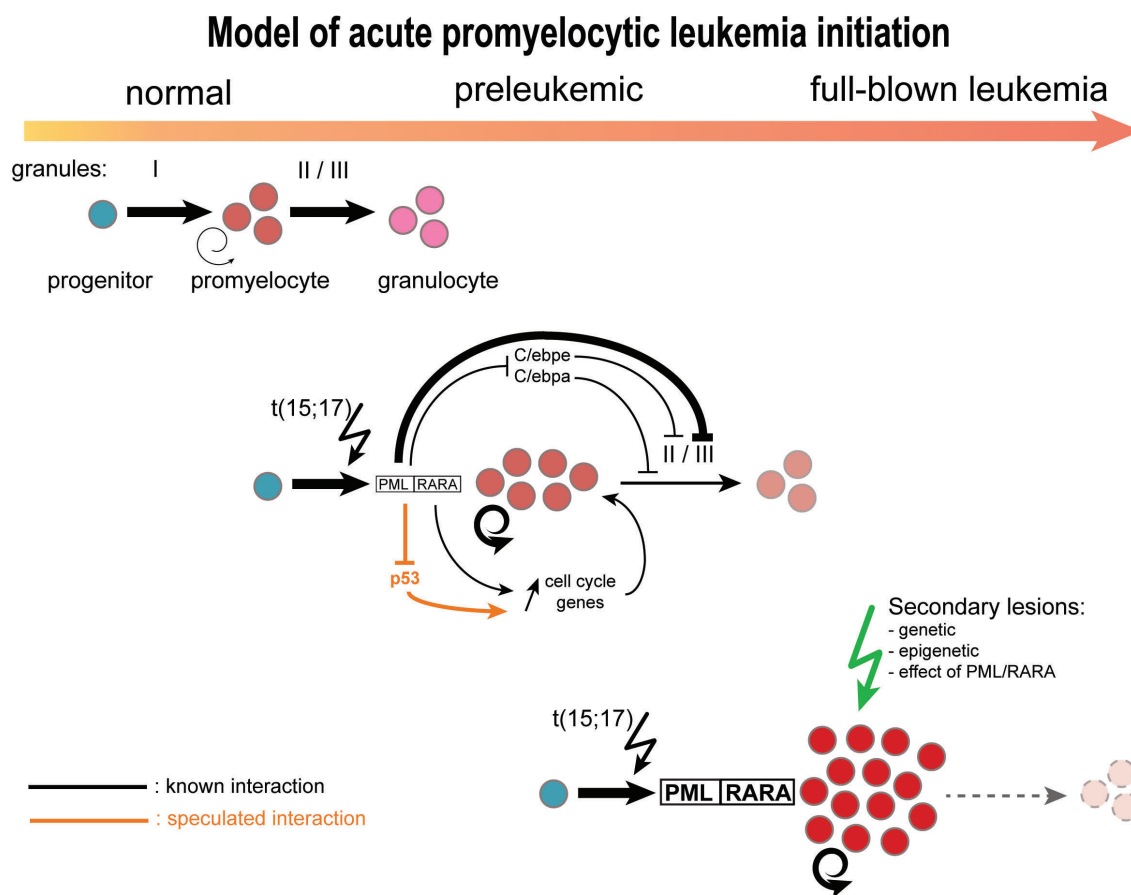 Model of acute promyelocytic leukemia initiation
normal preleukemic full-blown leukemia
granules: I II / III
progenitor promyelocyte granulocyte
C/ebpe
C/ebpa
t(15;17)
II / III
PML RARA
p53
cell cycle
genes
Secondary lesions:
- genetic
- epigenetic
- effect of PML/RARA
t(15;17)
PML RARA
: known interaction
: speculated interaction